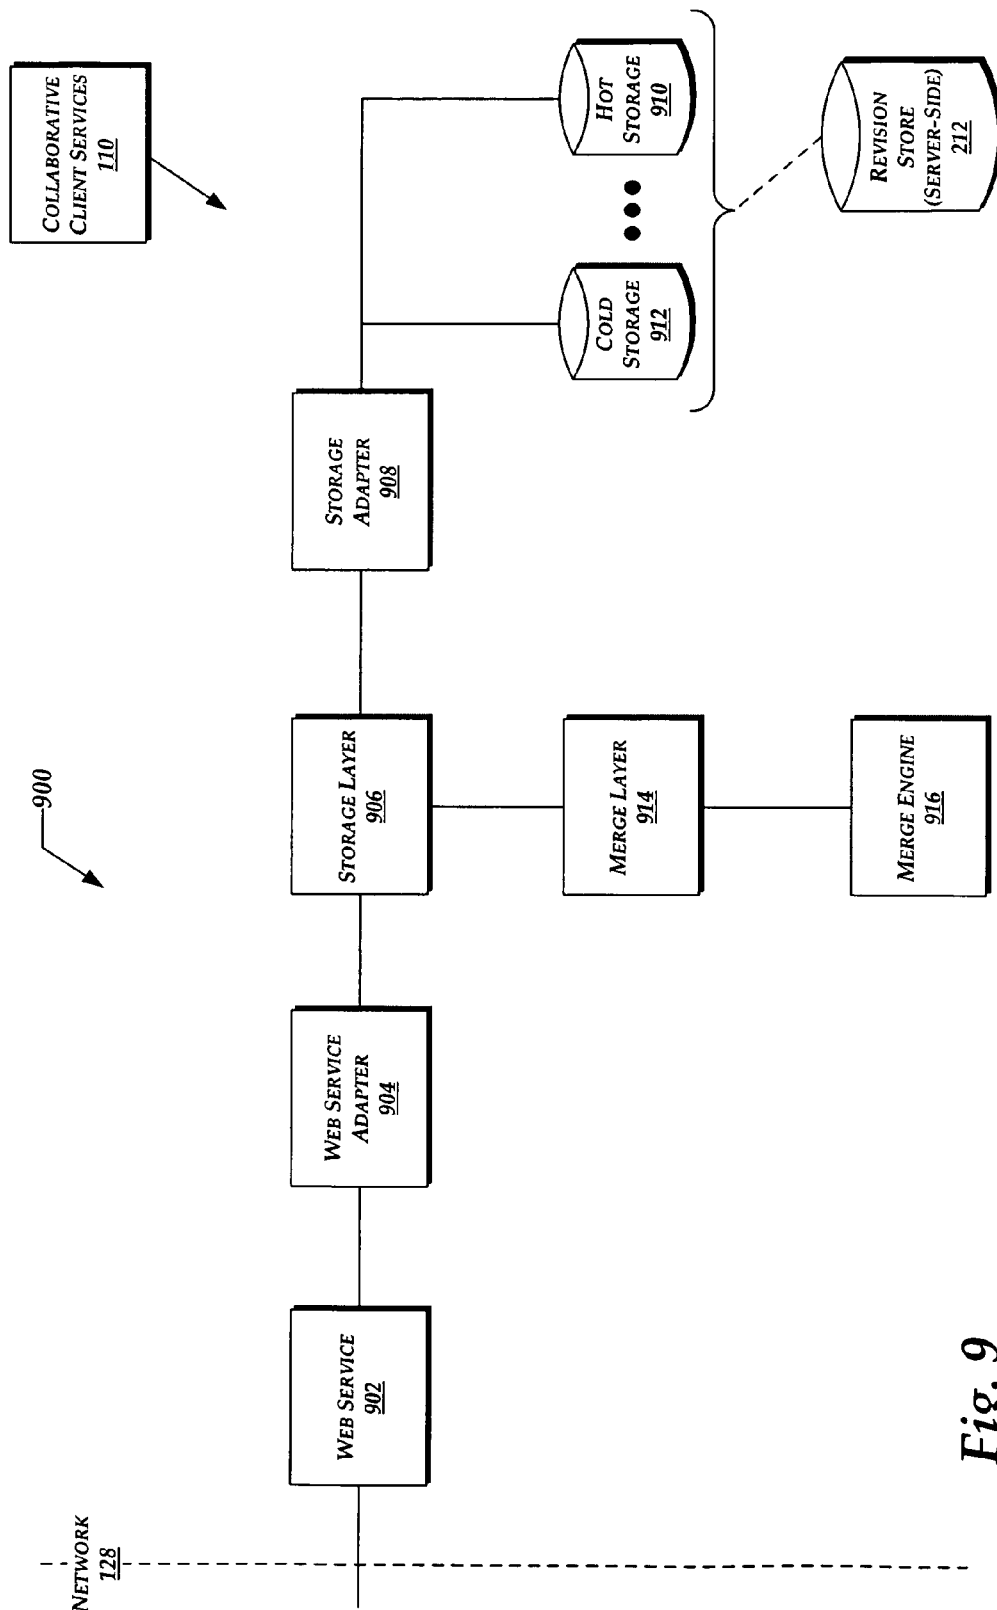 NETWORK
128
900
COLLABORATIVE
CLIENT SERVICES
110
WEB SERVICE
902
WEB SERVICE
ADAPTER
904
STORAGE LAYER
906
STORAGE
ADAPTER
908
COLD
STORAGE
912
HOT
STORAGE
910
MERGE LAYER
914
MERGE ENGINE
916
REVISION
STORE
(SERVER-SIDE)
212
Fig. 9